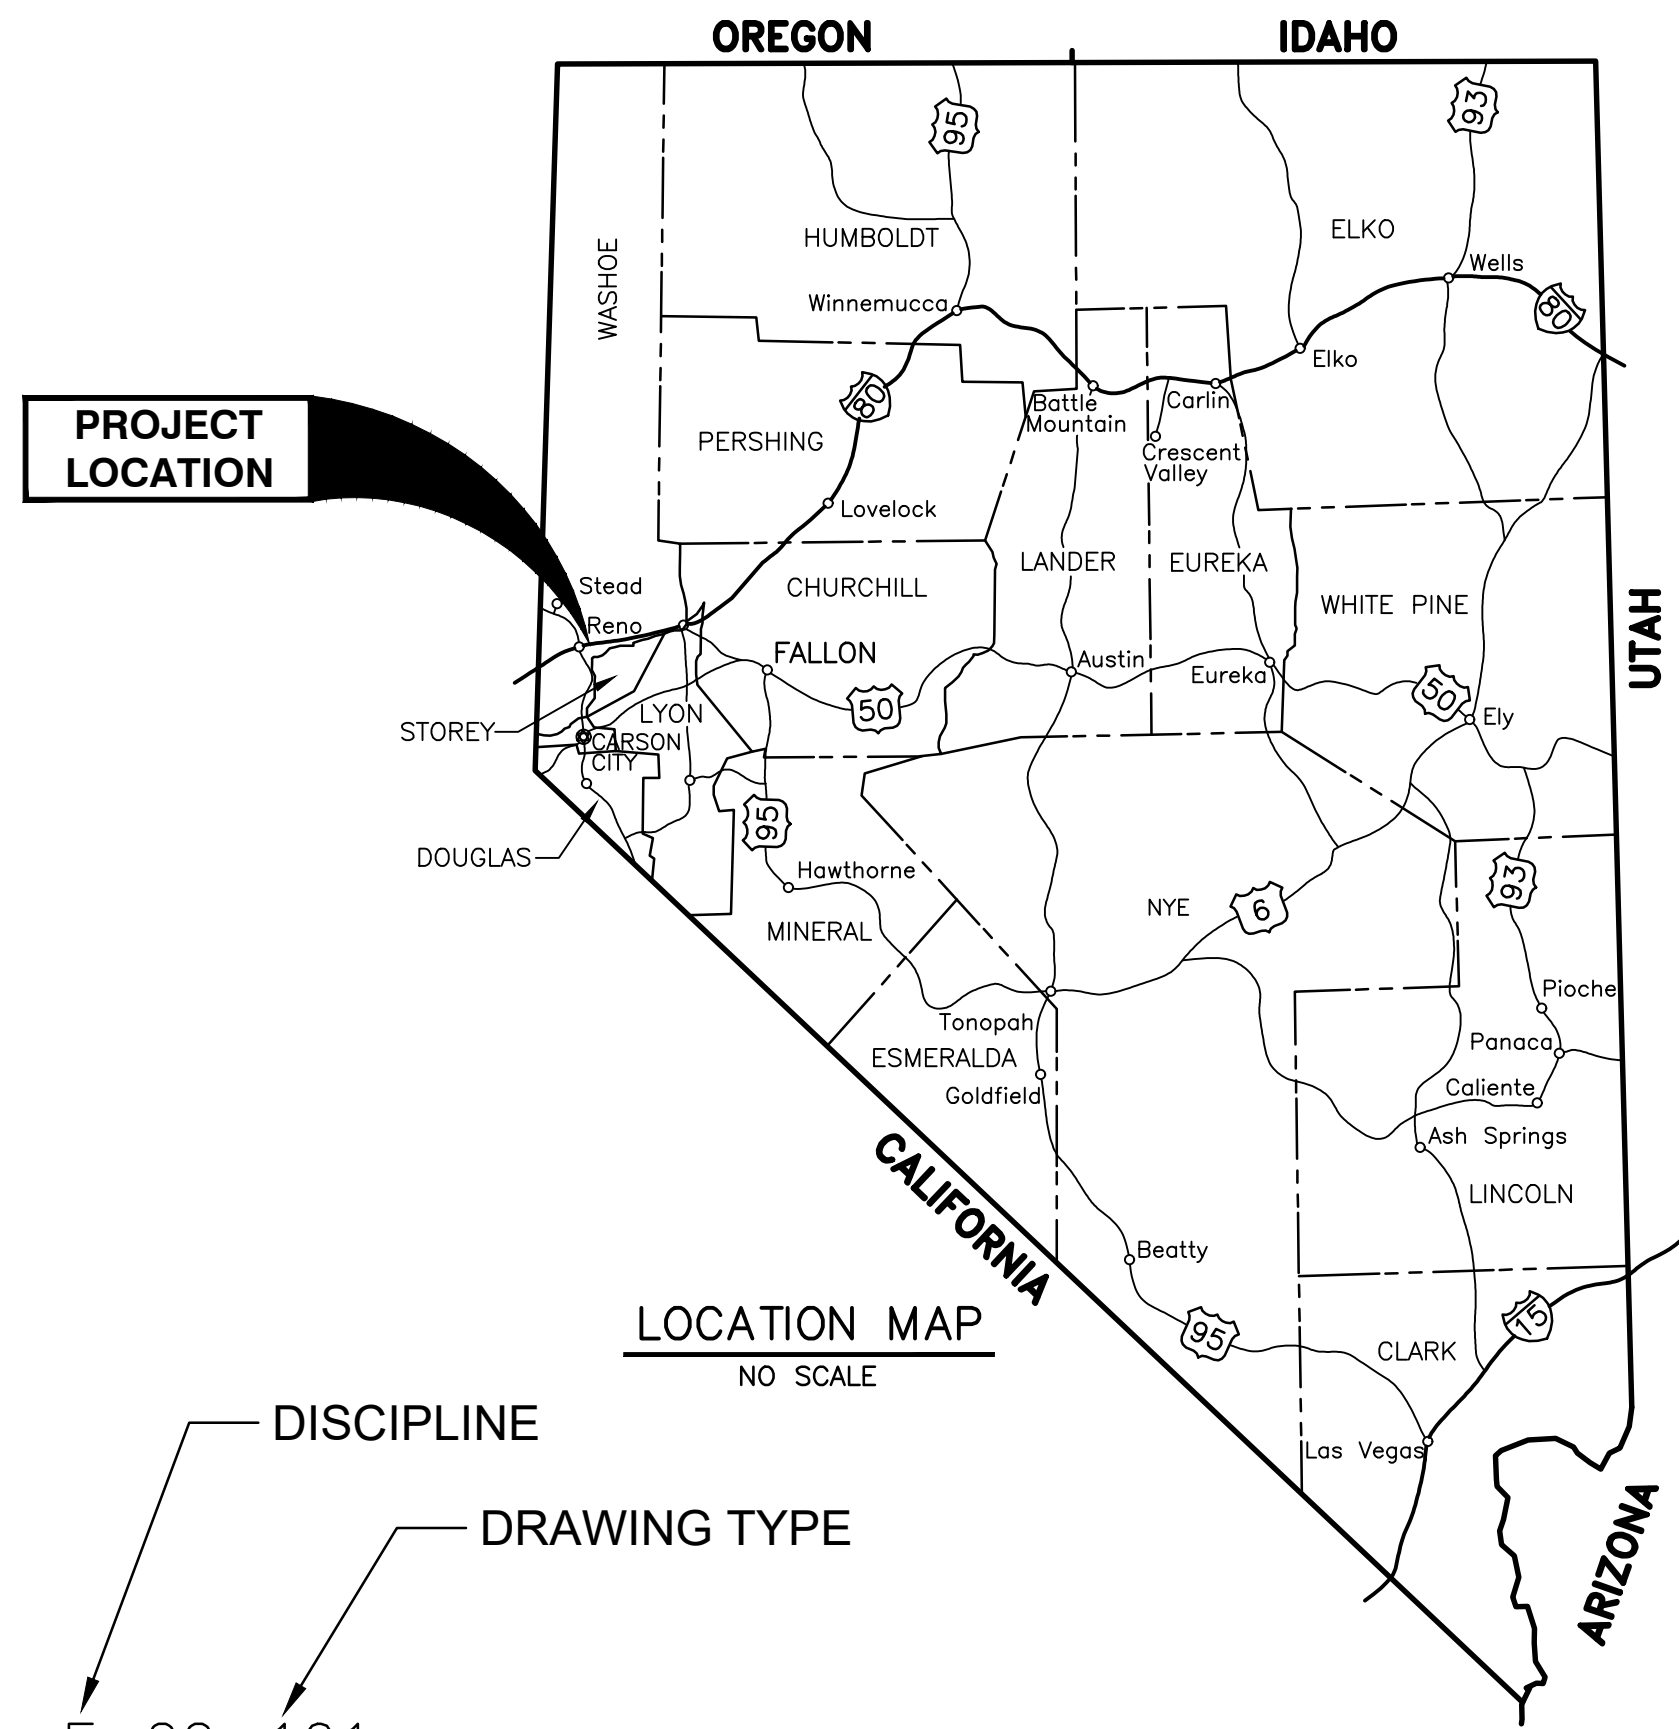 OREGON
IDAHO
95
93
HUMBOLDT
ELKO
WASHOE
Wells
Winnemucca
80
Elko
80
Battle
Mountain
Carlin
PROJECT
LOCATION
PERSHING
Crescent
Valley
Lovelock
LANDER
EUREKA
CHURCHILL
Stead
WHITE PINE
UTAH
Reno
FALLON
Austin
Eureka
50
50
Ely
STOREY
LYON
CARSON
CITY
95
DOUGLAS
Hawthorne
93
NYE
6
MINERAL
Pioche
Tonopah
Panaca
ESMERALDA
Goldfield
Caliente
Ash Springs
CALIFORNIA
LINCOLN
Beatty
LOCATION MAP
NO SCALE
95
15
CLARK
Las Vegas
ARIZONA
DISCIPLINE
DRAWING TYPE